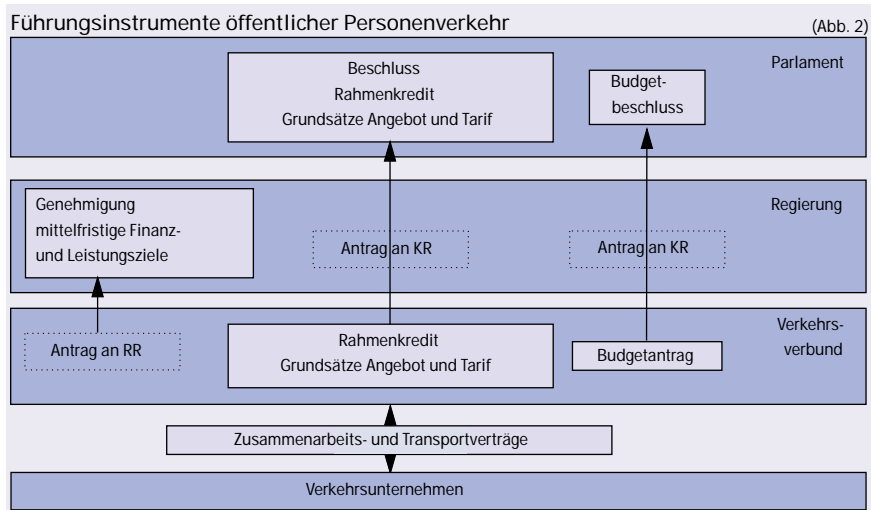 Führungsinstrumente öffentlicher Personenverkehr
(Abb. 2)
Parlament
Beschluss
Rahmenkredit
Grundsätze Angebot und Tarif
Budget-
beschluss
Regierung
Genehmigung
mittelfristige Finanz-
und Leistungsziele
Antrag an KR
Antrag an KR
Verkehrs-
verbund
Antrag an RR
Rahmenkredit
Grundsätze Angebot und Tarif
Budgetantrag
Zusammenarbeits- und Transportverträge
Verkehrsunternehmen